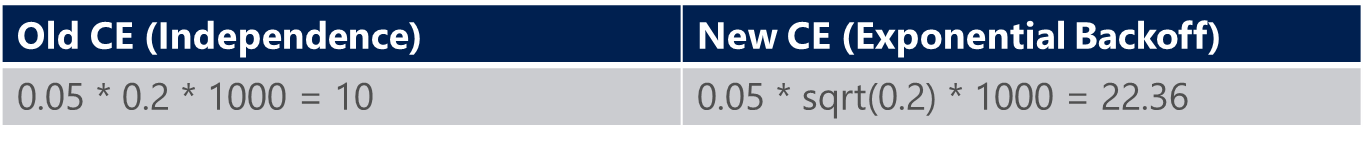 Old CE (Independence)
New CE (Exponential Backoff)
0.05 * 0.2 * 1000 = 10
0.05 * sqrt(0.2) * 1000 = 22.36